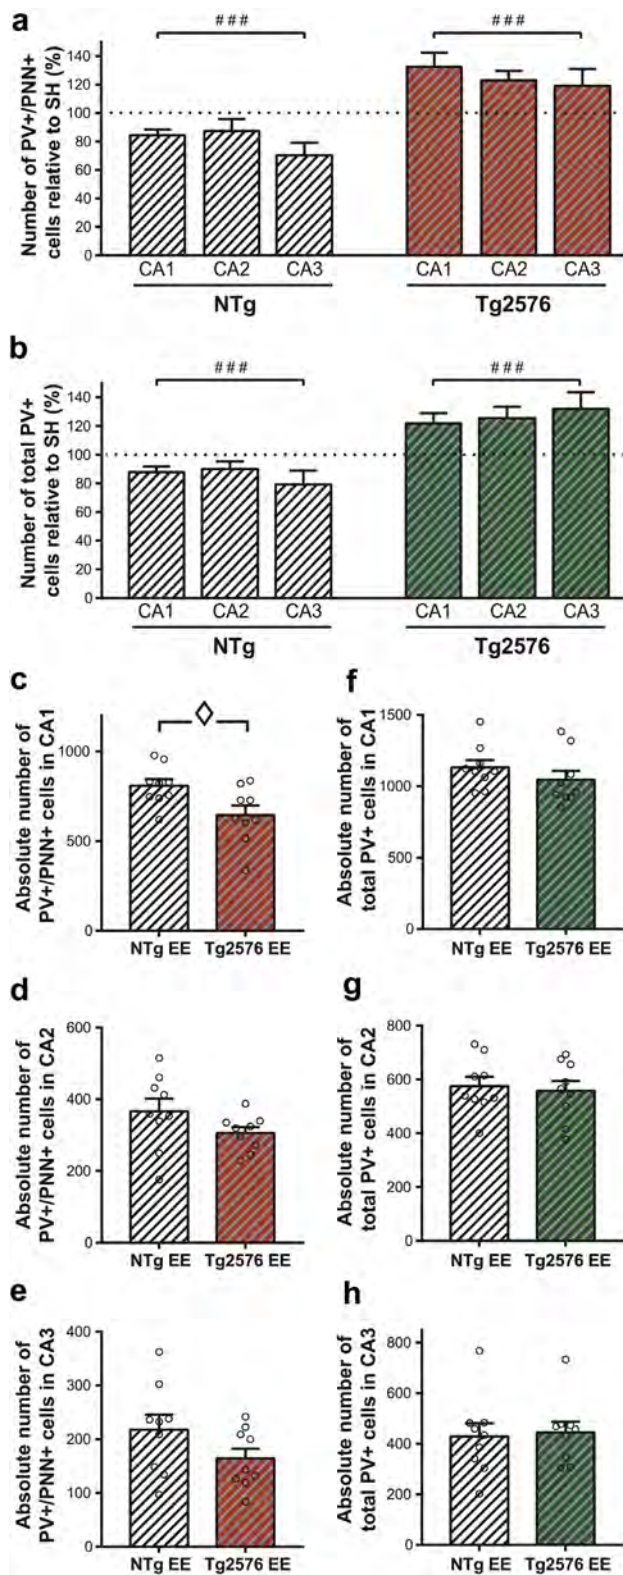 a
# # #
# # #
Number of PV+/PNN+
cells relative to SH (%)
140
120
100
80
60
40
20
0
CA1 CA2 CA3 CA1 CA2 CA3
NTg Tg2576
b
# # #
# # #
Number of total PV+
cells relative to SH (%)
140
120
100
80
60
40
20
0
CA1 CA2 CA3 CA1 CA2 CA3
NTg Tg2576
c
Absolute number of
PV+/PNN+ cells in CA1
1000
500
0
NTg EE Tg2576 EE
f
Absolute number of
total PV+ cells in CA1
1500
1000
500
0
NTg EE Tg2576 EE
d
Absolute number of
PV+/PNN+ cells in CA2
600
400
200
0
NTg EE Tg2576 EE
g
Absolute number of
total PV+ cells in CA2
800
600
400
200
0
NTg EE Tg2576 EE
e
Absolute number of
PV+/PNN+ cells in CA3
400
300
200
100
0
NTg EE Tg2576 EE
h
Absolute number of
total PV+ cells in CA3
800
600
400
200
0
NTg EE Tg2576 EE